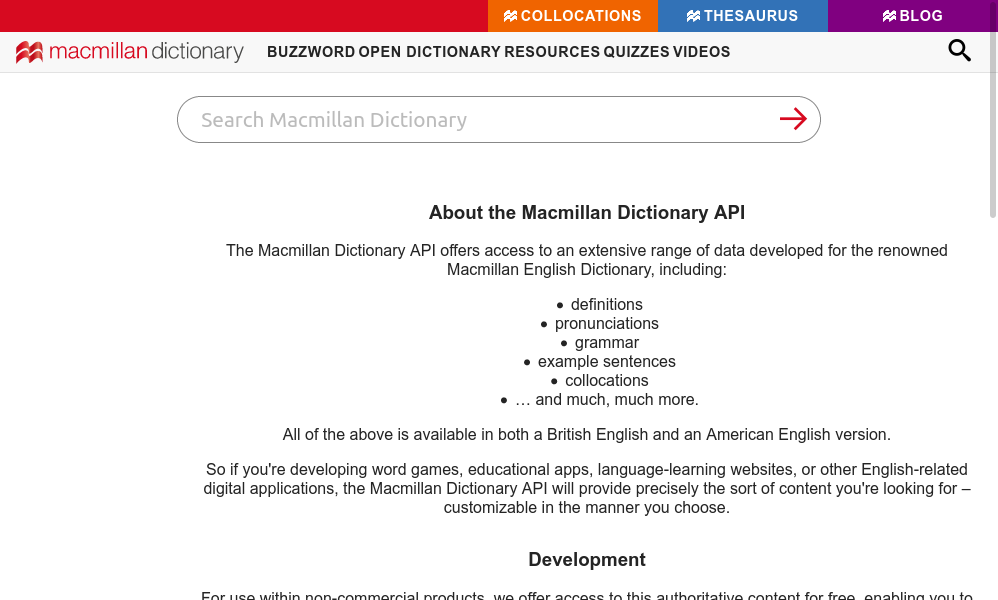 COLLOCATIONS THESAURUS BLOG
macmillan dictionary BUZZWORD OPEN DICTIONARY RESOURCES QUIZZES VIDEOS
Search Macmillan Dictionary
About the Macmillan Dictionary API
The Macmillan Dictionary API offers access to an extensive range of data developed for the renowned
Macmillan English Dictionary, including:
• definitions
• pronunciations
• grammar
• example sentences
• collocations
• … and much, much more.
All of the above is available in both a British English and an American English version.
So if you're developing word games, educational apps, language-learning websites, or other English-related
digital applications, the Macmillan Dictionary API will provide precisely the sort of content you're looking for –
customizable in the manner you choose.
Development
For use within non-commercial products, we offer access to this authoritative content for free, enabling you to